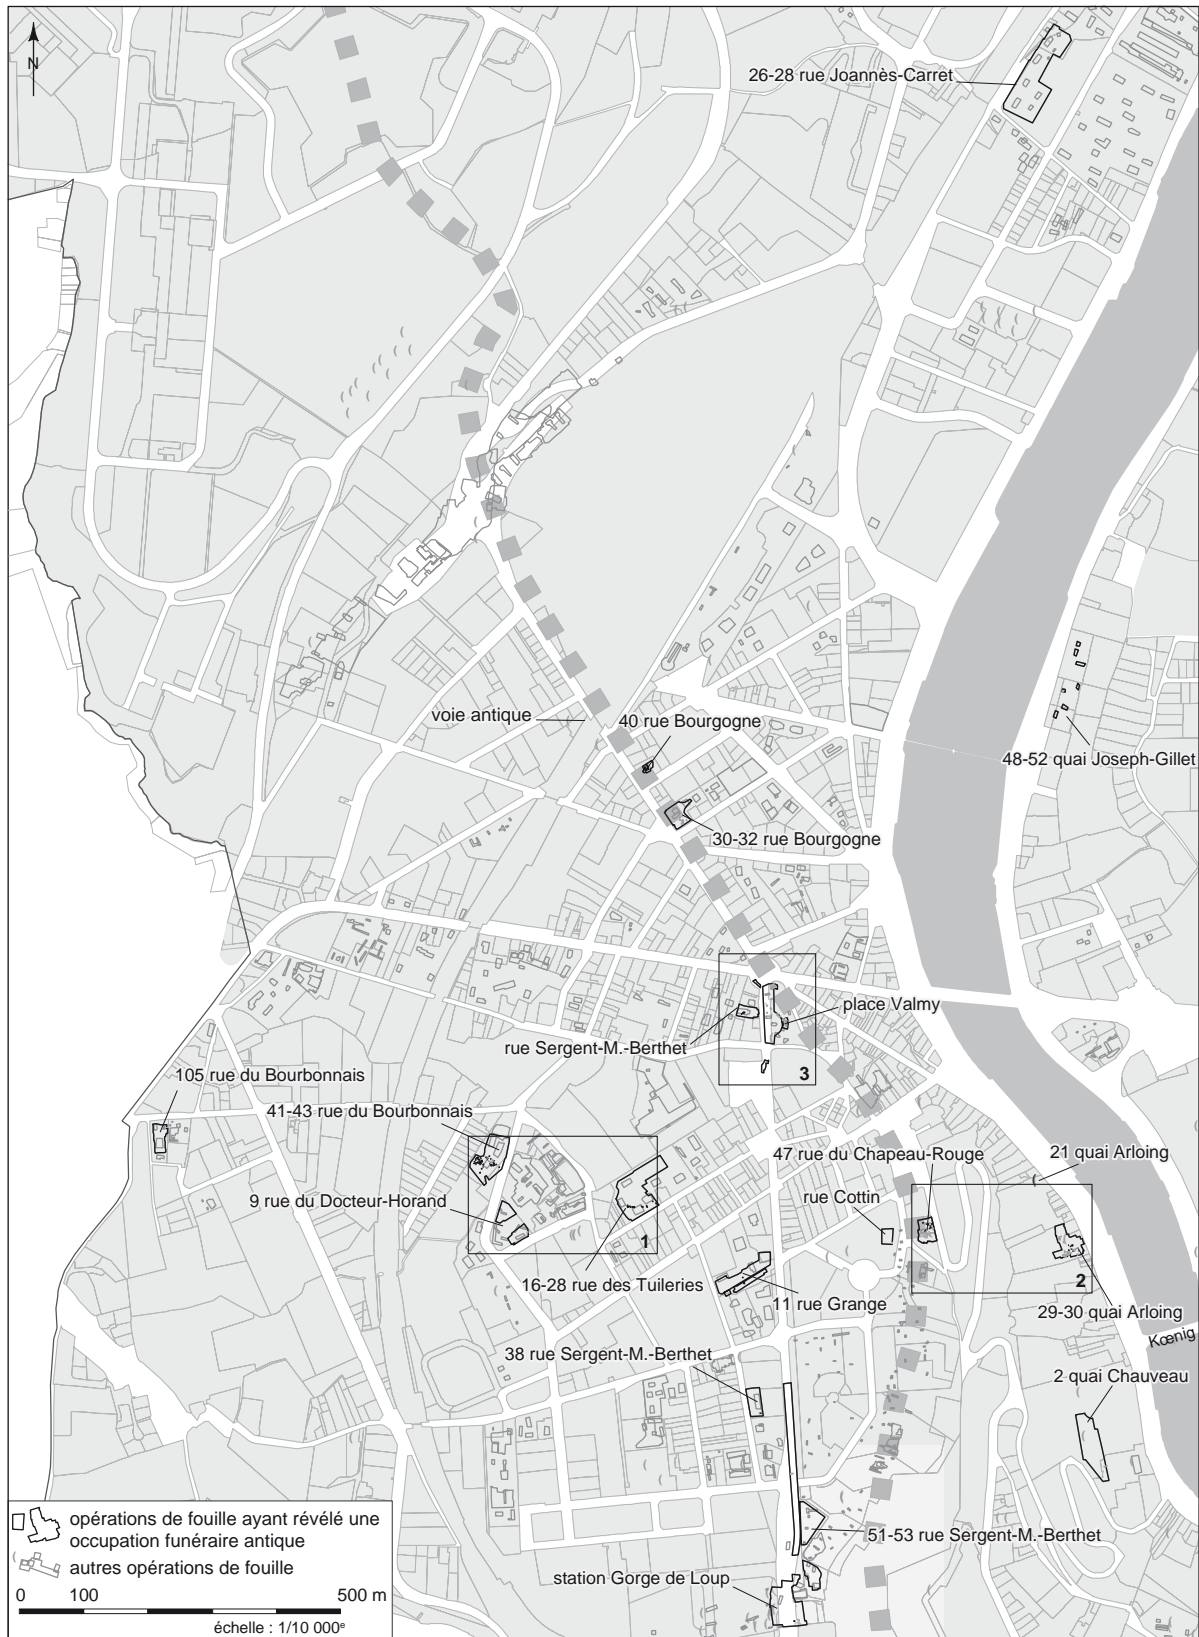 N
26-28 rue Joannès-Carret
voie antique
40 rue Bourgogne
48-52 quai Joseph-Gillet
30-32 rue Bourgogne
place Valmy
rue Sergent-M.-Berthet
3
105 rue du Bourbonnais
41-43 rue du Bourbonnais
47 rue du Chapeau-Rouge
21 quai Arloing
rue Cottin
9 rue du Docteur-Horand
1
2
16-28 rue des Tuileries
11 rue Grange
29-30 quai Arloing
Kœnig
38 rue Sergent-M.-Berthet
2 quai Chauveau
51-53 rue Sergent-M.-Berthet
station Gorge de Loup
opérations de fouille ayant révélé une
occupation funéraire antique
autres opérations de fouille
0 100 500 m
échelle : 1/10 000e